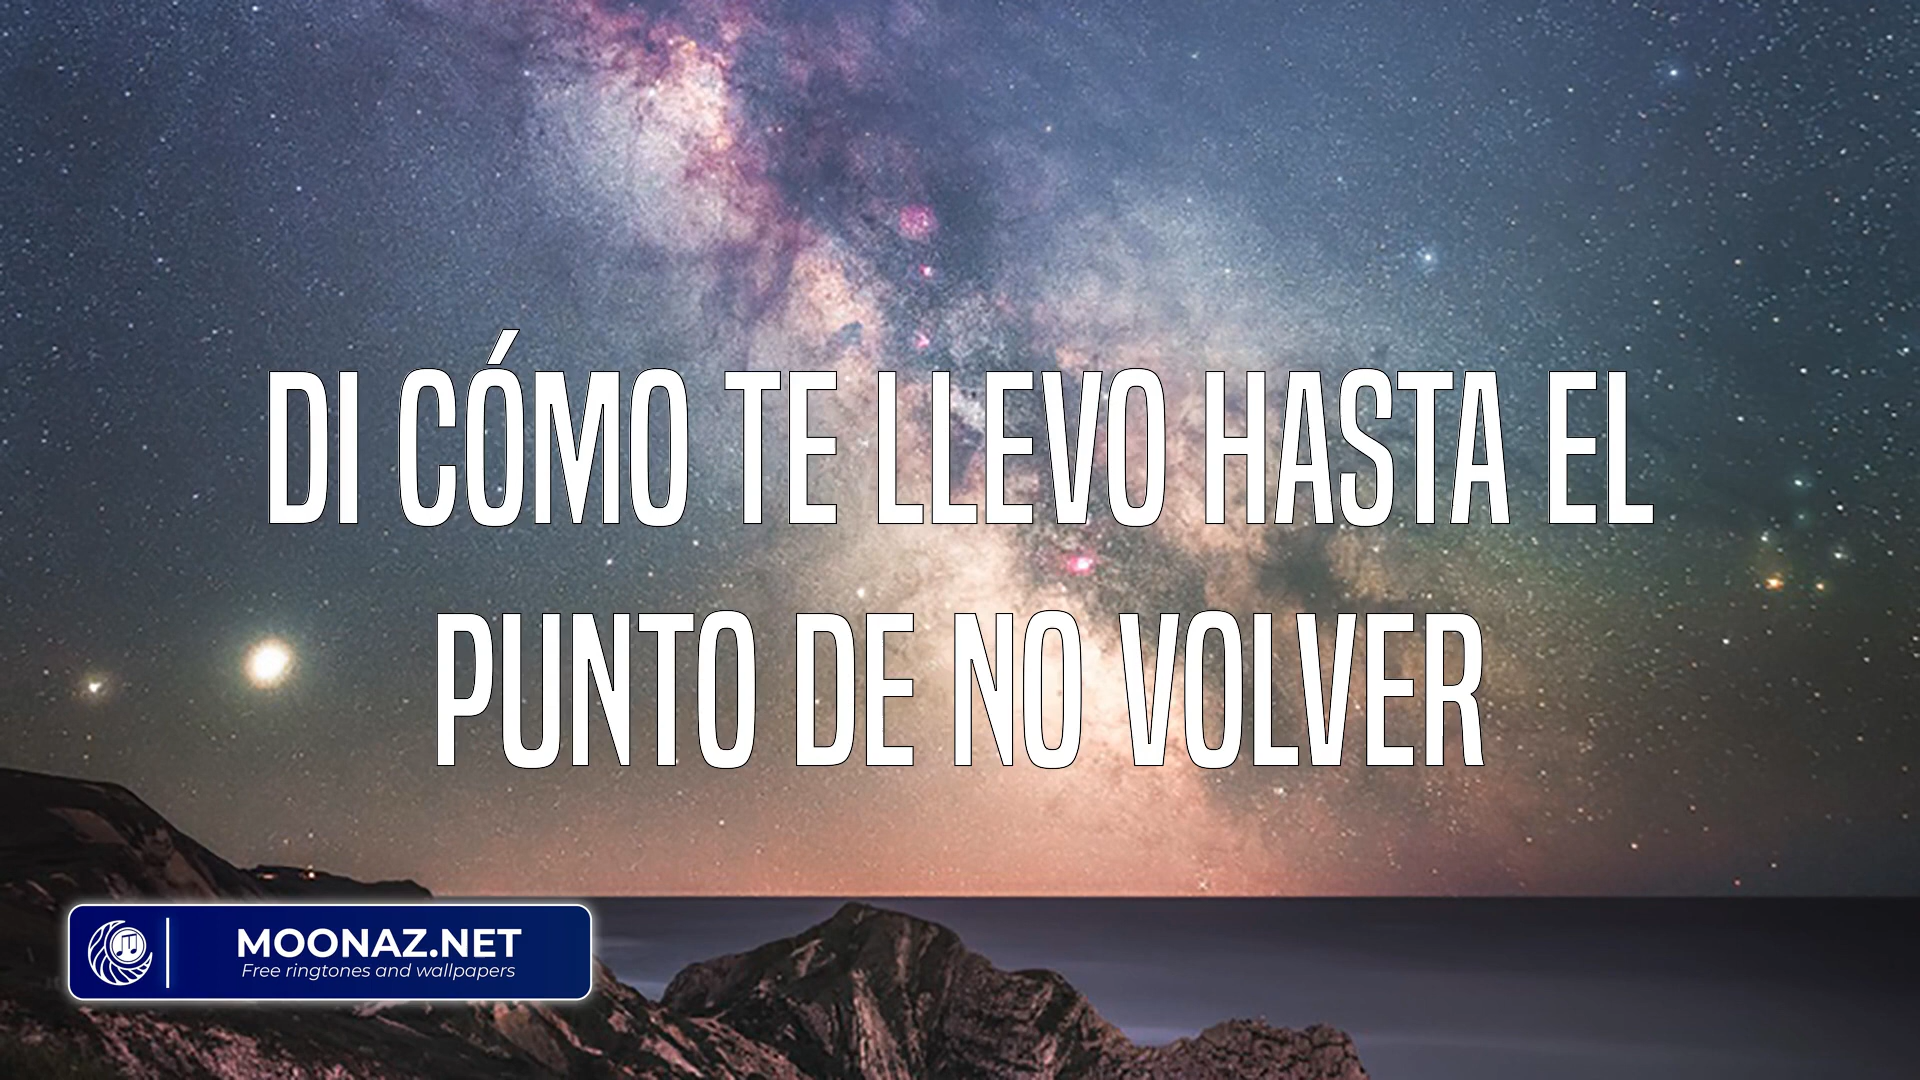 DI CÓMO TE LLEVO HASTA EL
PUNTO DE NO VOLVER
MOONAZ.NET
Free ringtones and wallpapers